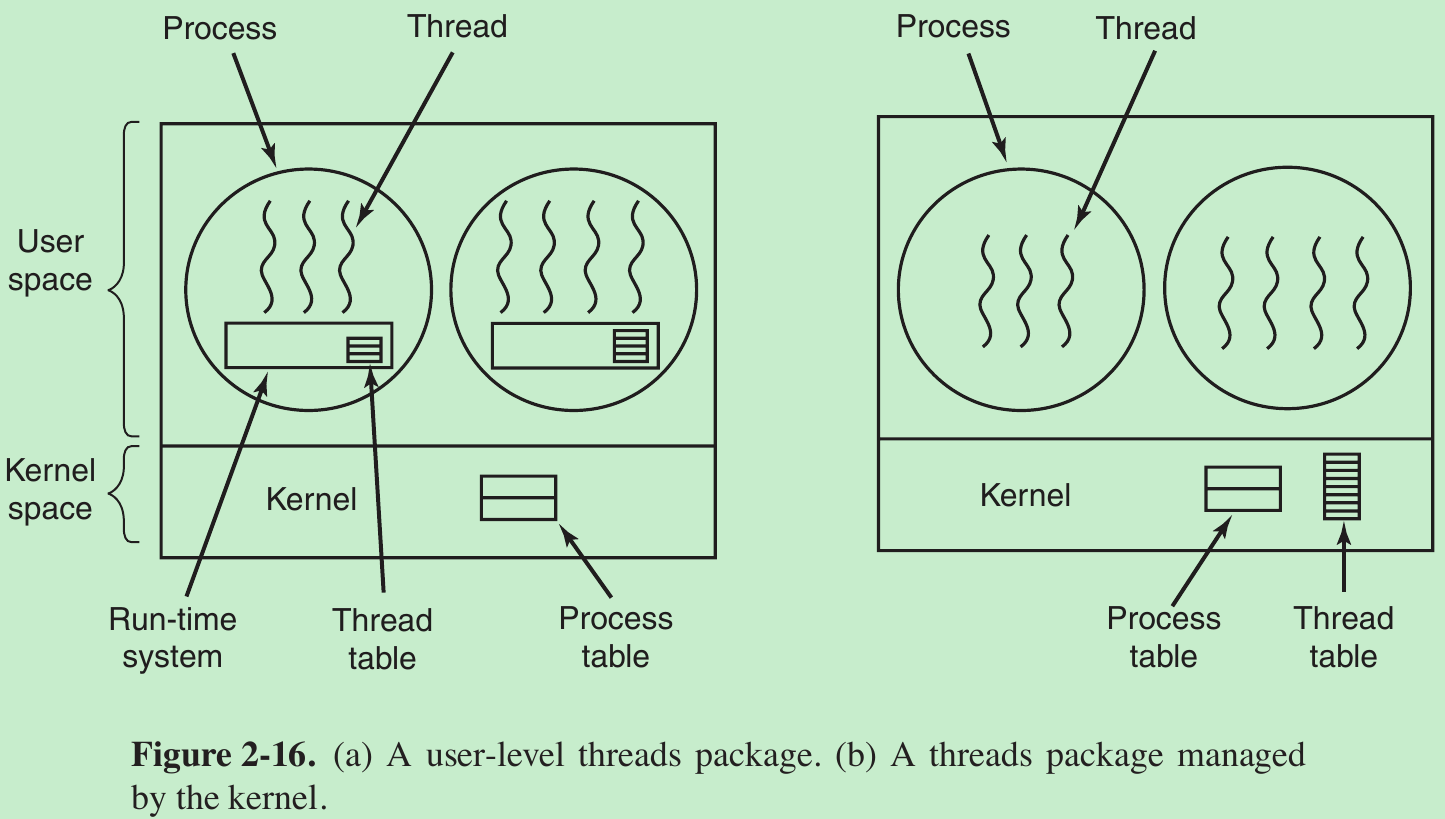 Process
Thread
Process
Thread
User
space
Kernel
space
Kernel
Kernel
Run-time
system
Thread
table
Process
table
Process
table
Thread
table
Figure 2-16. (a) A user-level threads package. (b) A threads package managed
by the kernel.